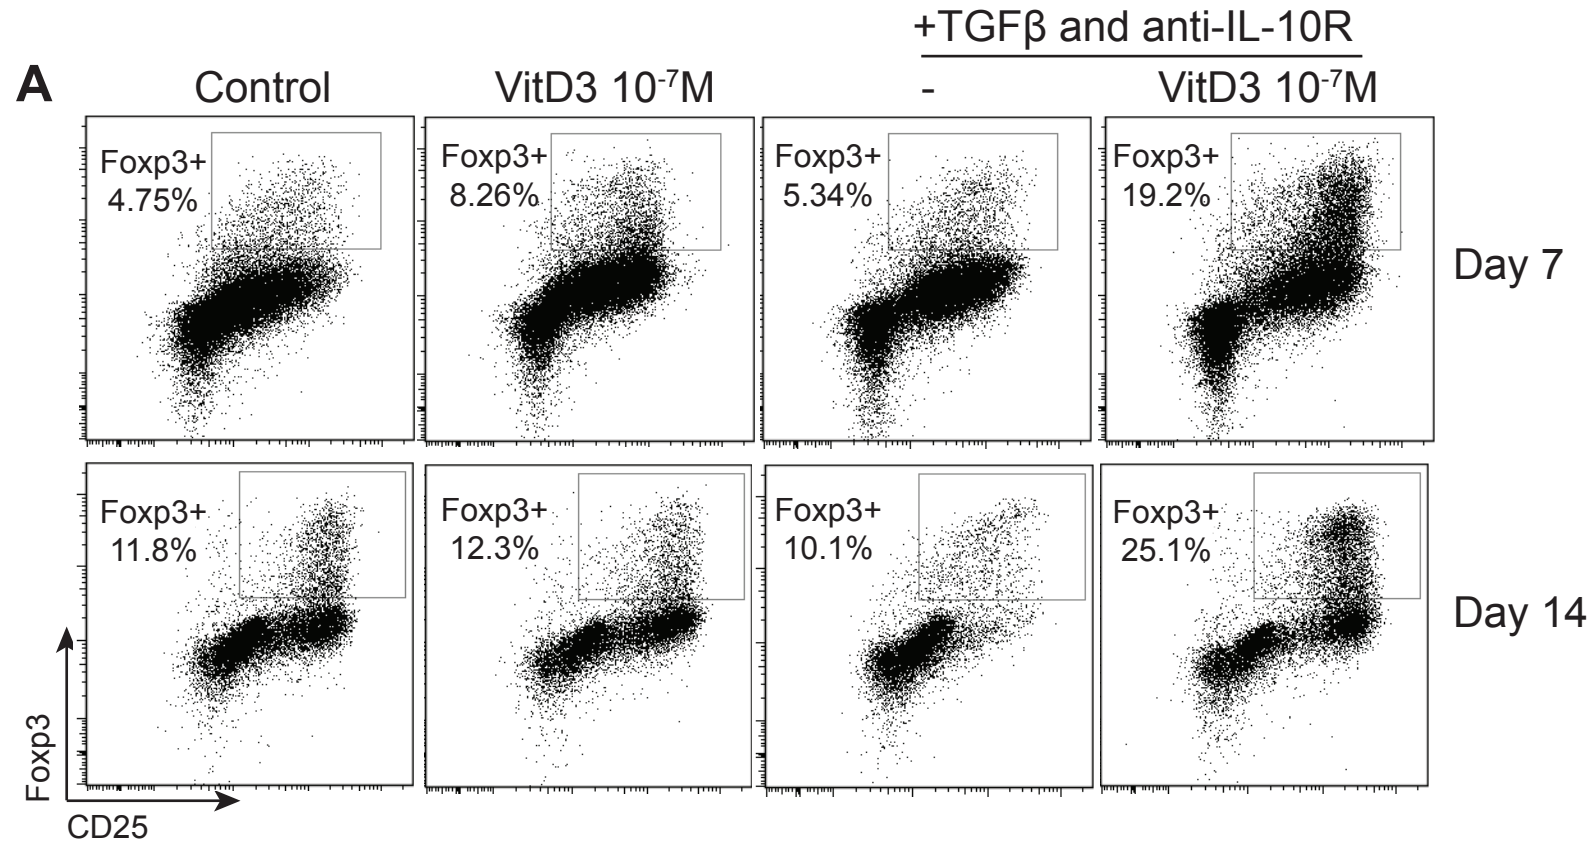 +TGFβ and anti-IL-10R
A
Control
VitD3 10⁻⁷M
-
VitD3 10⁻⁷M
Foxp3+
4.75%
Foxp3+
8.26%
Foxp3+
5.34%
Foxp3+
19.2%
Day 7
Foxp3+
11.8%
Foxp3+
12.3%
Foxp3+
10.1%
Foxp3+
25.1%
Day 14
Foxp3
CD25